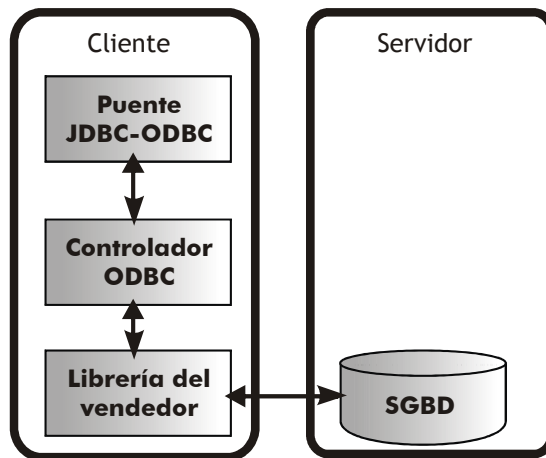 Cliente
Servidor
Puente
JDBC-ODBC
Controlador
ODBC
Librería del
vendedor
SGBD